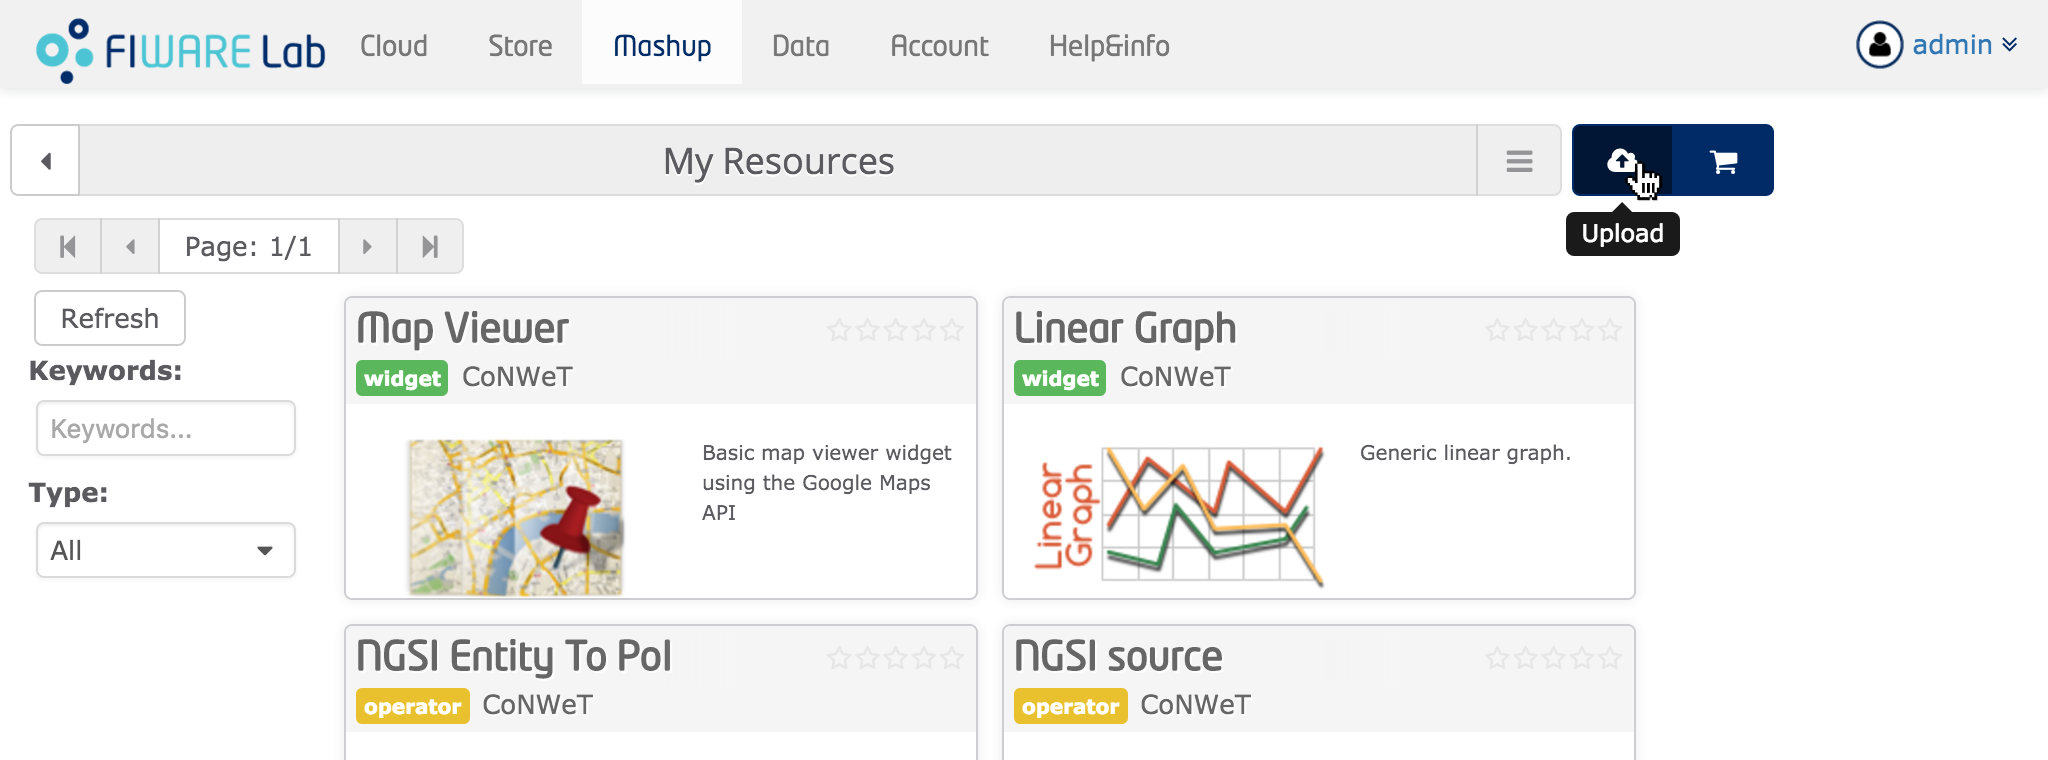 FIWARE Lab Cloud Store Mashup Data Account Help&info admin
My Resources
Upload
Page: 1/1
Refresh
Keywords:
Keywords...
Type:
All
Map Viewer
widget CoNWeT
Basic map viewer widget
using the Google Maps
API
Linear Graph
widget CoNWeT
Linear
Graph
Generic linear graph.
NGSI Entity To PoI
operator CoNWeT
NGSI source
operator CoNWeT